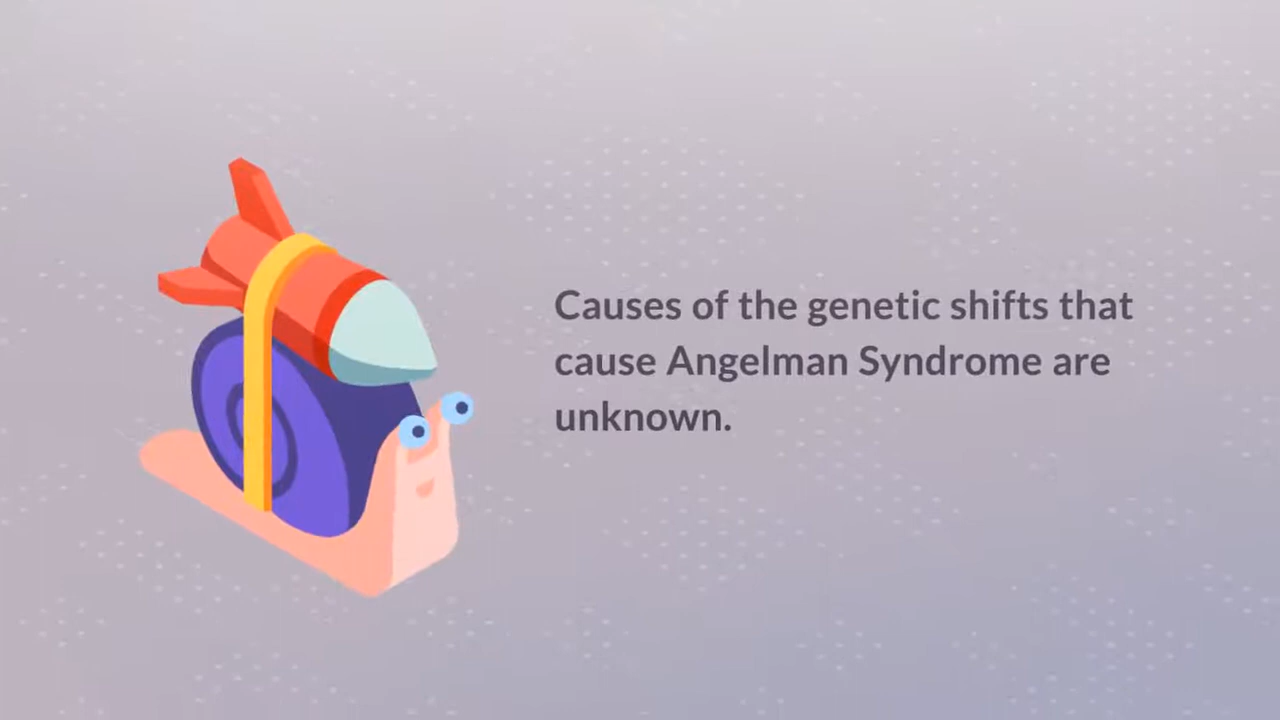 Causes of the genetic shifts that
cause Angelman Syndrome are
unknown.